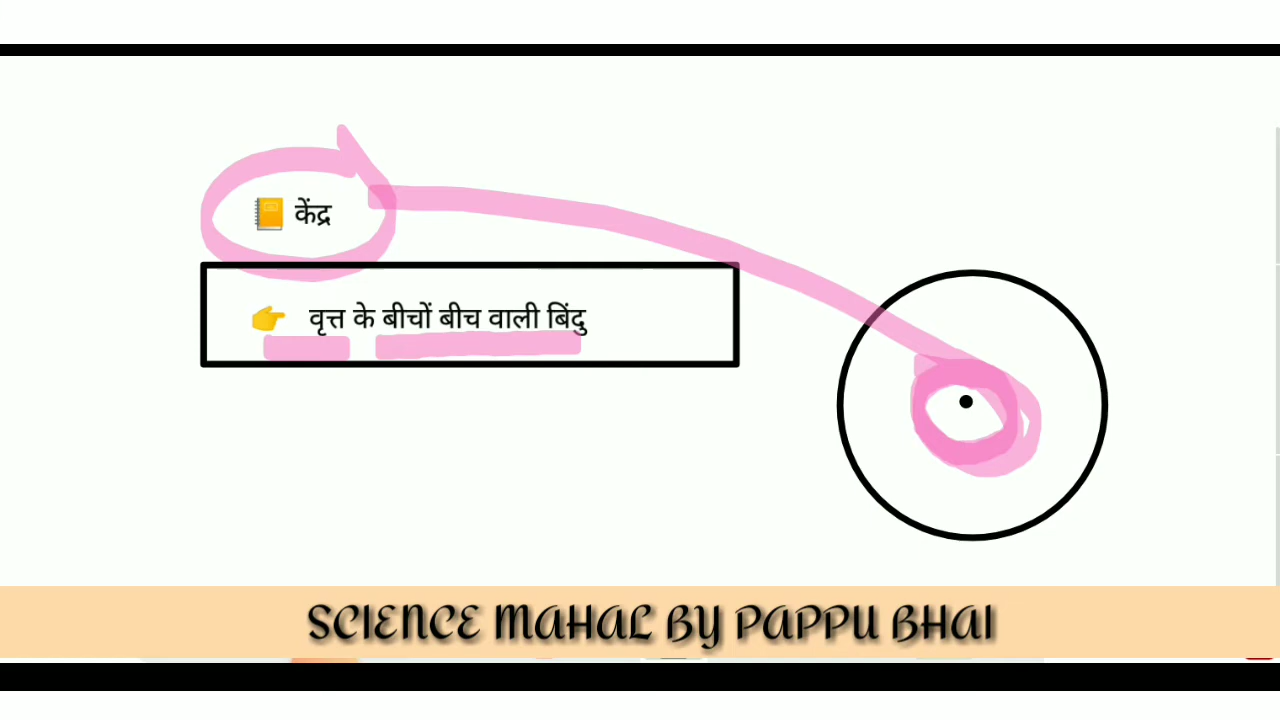 📒 केंद्र
👉 वृत्त के बीचों बीच वाली बिंदु
SCIENCE MAHAL BY PAPPU BHAI